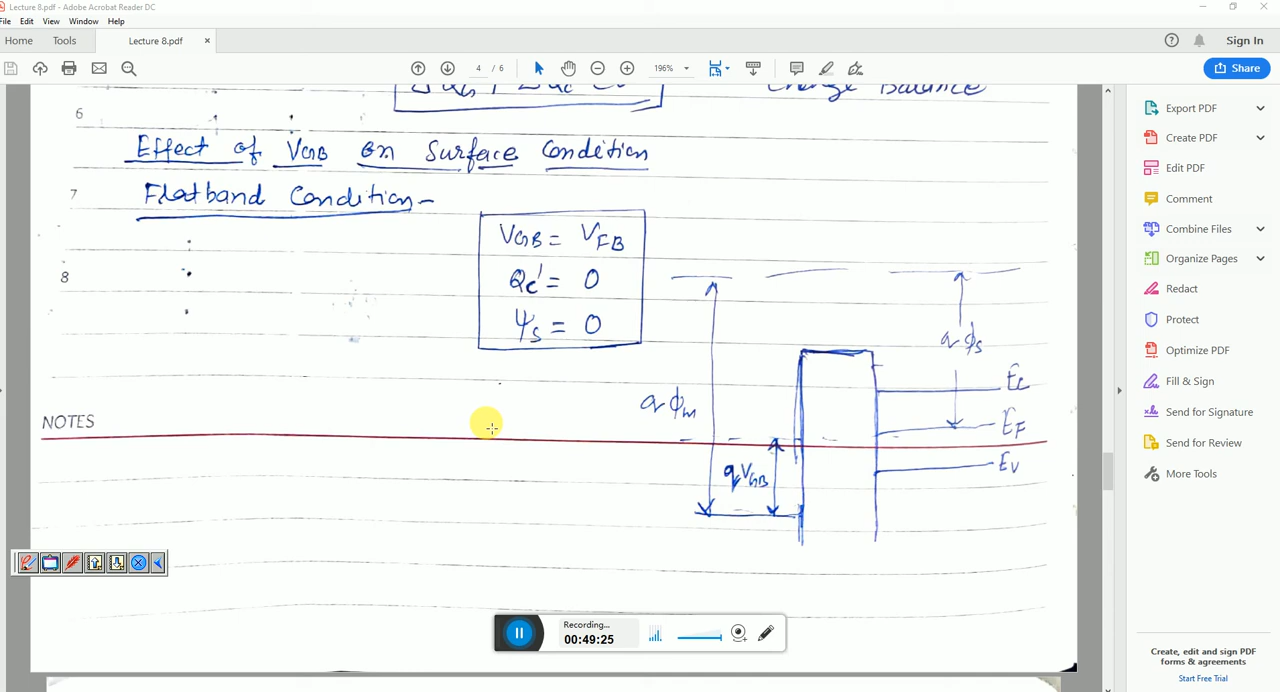 Lecture 8.pdf - Adobe Acrobat Reader DC
File Edit View Window Help
Home Tools Lecture 8.pdf × Sign In
4 / 6 196% Share
Charge Balance
6
Effect of VGB on Surface Condition
7
Flatband Condition-
VGB = VFB
8
Qc' = 0
ψs = 0
qφs
Ec
qφm
EF
NOTES
EV
qVGB
Export PDF
Create PDF
Edit PDF
Comment
Combine Files
Organize Pages
Redact
Protect
Optimize PDF
Fill & Sign
Send for Signature
Send for Review
More Tools
Recording...
00:49:25
Create, edit and sign PDF
forms & agreements
Start Free Trial